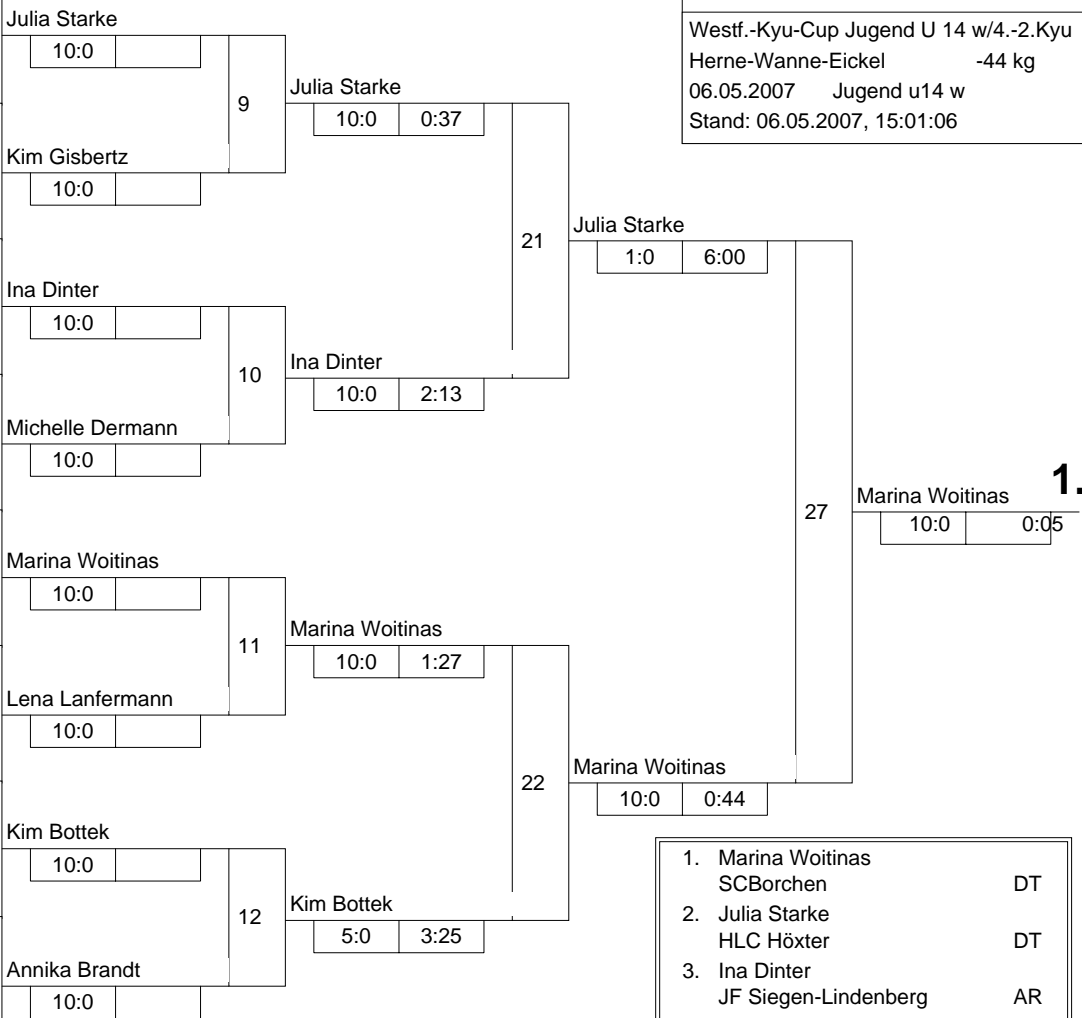 Julia Starke
10:0
Westf.-Kyu-Cup Jugend U 14 w/4.-2.Kyu
Herne-Wanne-Eickel -44 kg
06.05.2007 Jugend u14 w
Stand: 06.05.2007, 15:01:06
9
Julia Starke
10:0 0:37
Kim Gisbertz
10:0
21
Julia Starke
1:0 6:00
Ina Dinter
10:0
10
Ina Dinter
10:0 2:13
Michelle Dermann
10:0
27
Marina Woitinas 1.
10:0 0:05
Marina Woitinas
10:0
11
Marina Woitinas
10:0 1:27
Lena Lanfermann
10:0
22
Marina Woitinas
10:0 0:44
Kim Bottek
10:0
12
Kim Bottek
5:0 3:25
Annika Brandt
10:0
1. Marina Woitinas
SCBorchen DT
2. Julia Starke
HLC Höxter DT
3. Ina Dinter
JF Siegen-Lindenberg AR